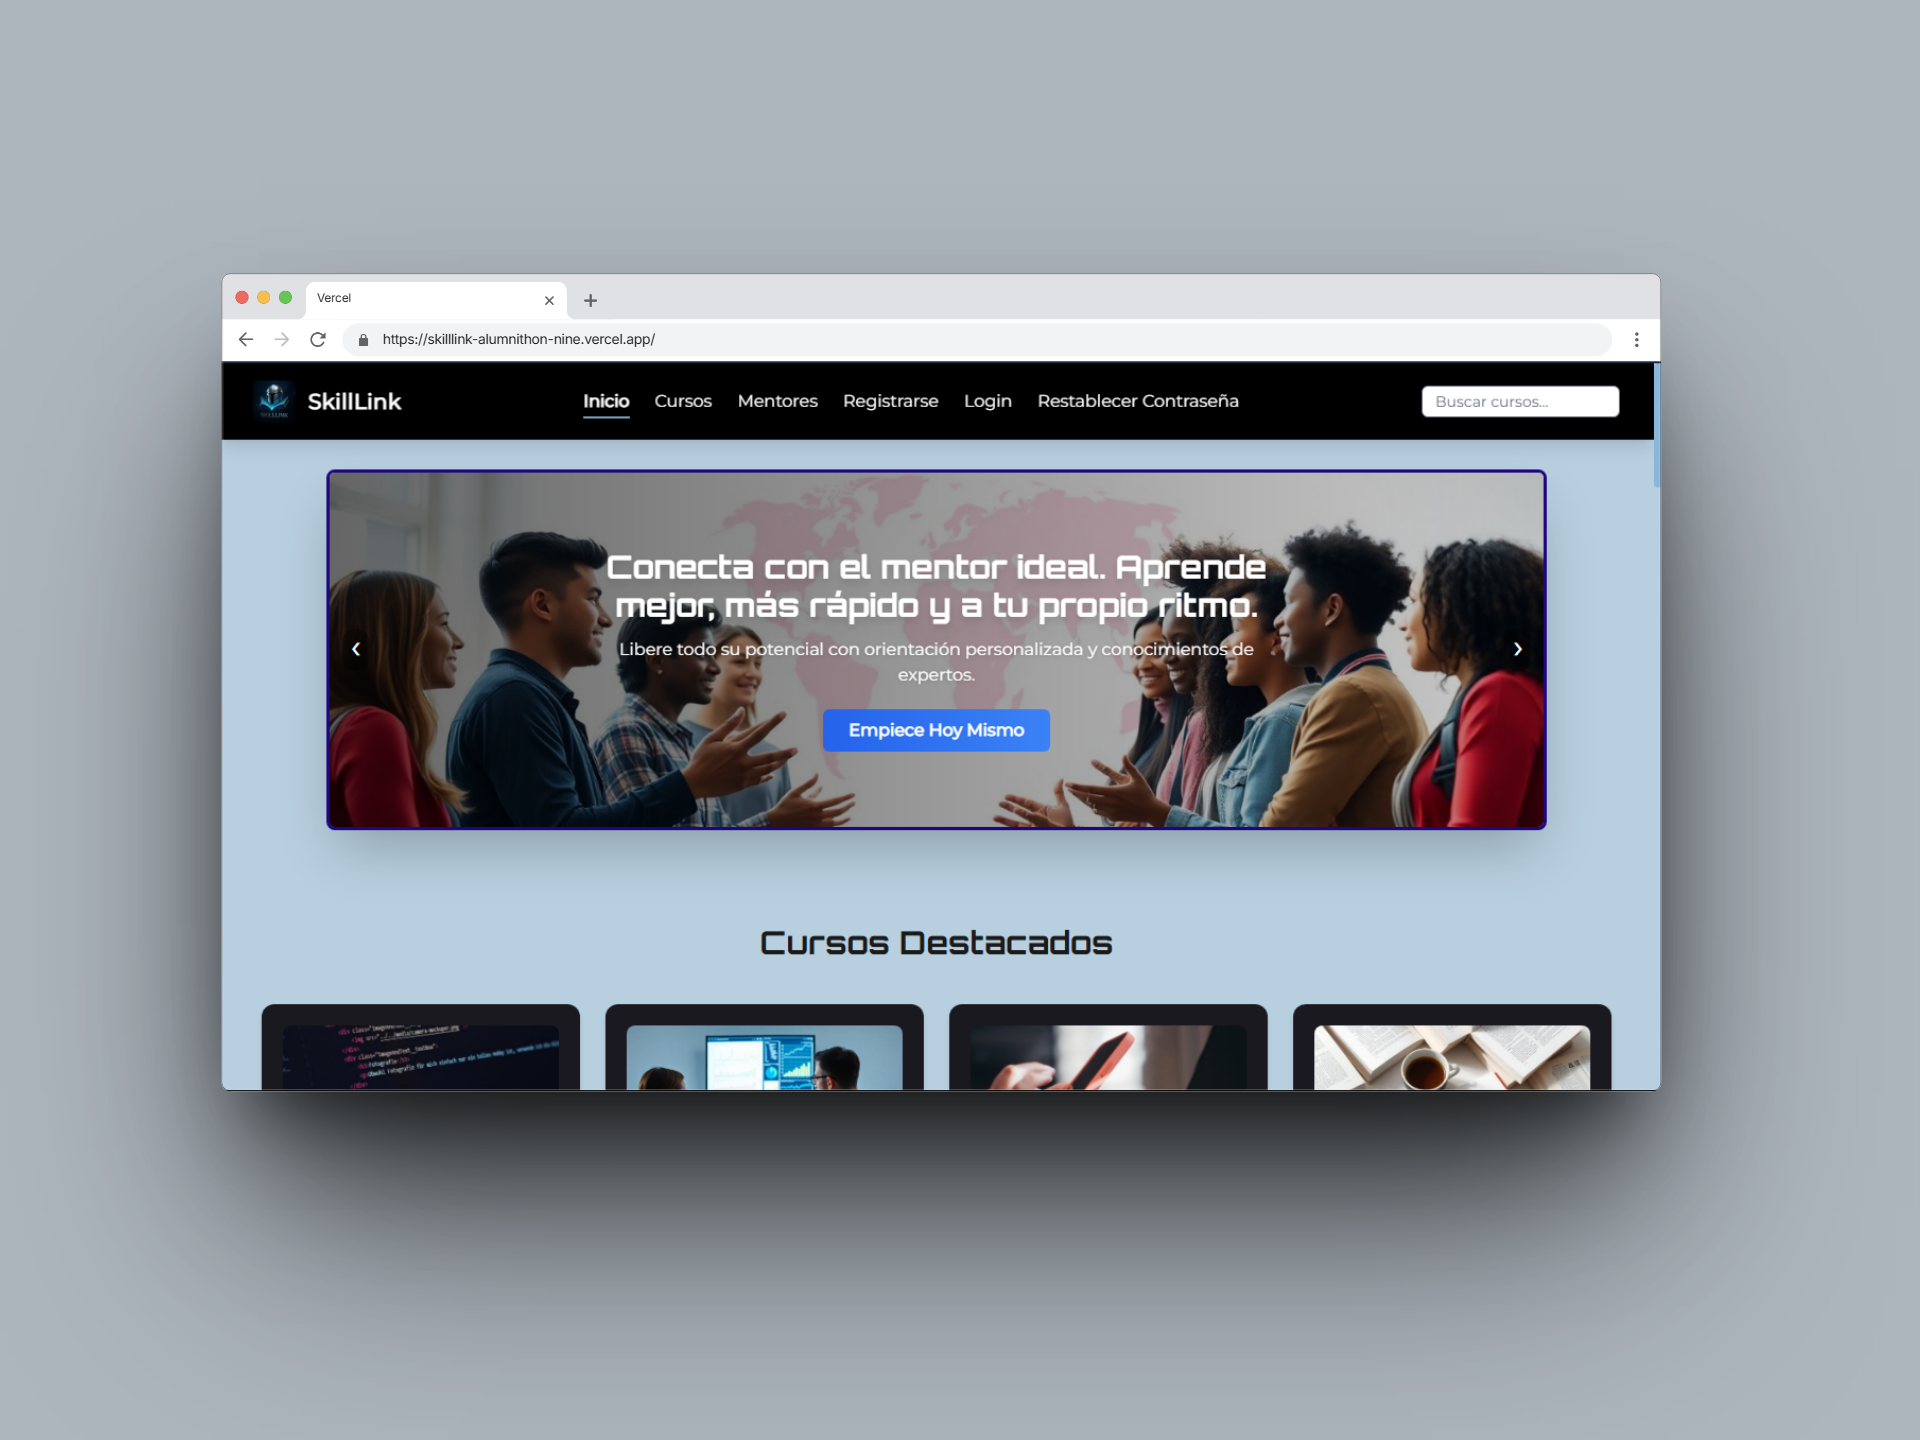 Vercel
https://skilllink-alumnithon-nine.vercel.app/
SkillLink
Inicio
Cursos
Mentores
Registrarse
Login
Restablecer Contraseña
Buscar cursos...
Conecta con el mentor ideal. Aprende
mejor, más rápido y a tu propio ritmo.
Libere todo su potencial con orientación personalizada y conocimientos de
expertos.
Empiece Hoy Mismo
Cursos Destacados